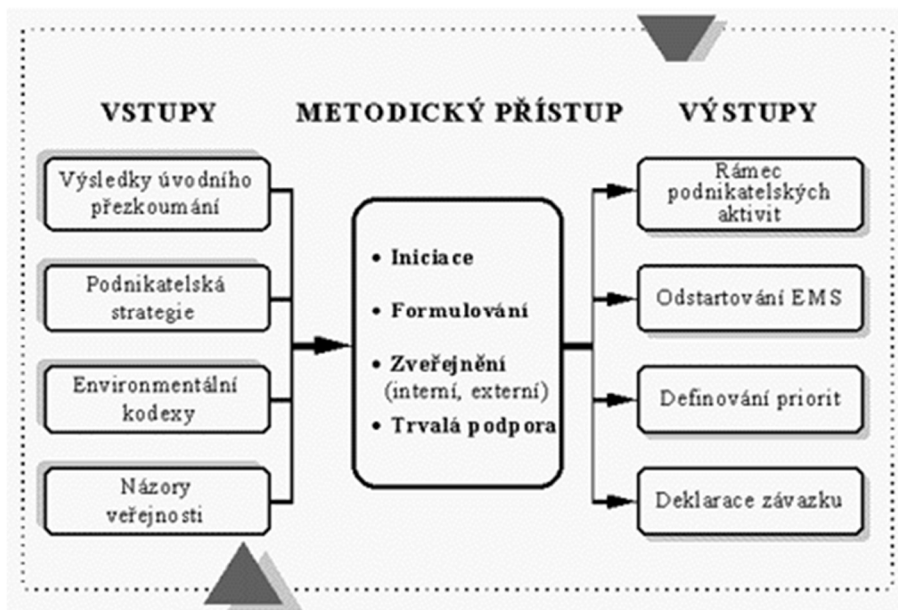 VSTUPY
METODICKÝ PŘÍSTUP
VÝSTUPY
Výsledky úvodního
přezkoumání
Podnikatelská
strategie
Environmentální
kodexy
Názory
veřejnosti
• Iniciace
• Formulování
• Zveřejnění
(interní, externí)
• Trvalá podpora
Rámec
podnikatelských
aktivit
Odstartování EMS
Definování priorit
Deklarace závazku